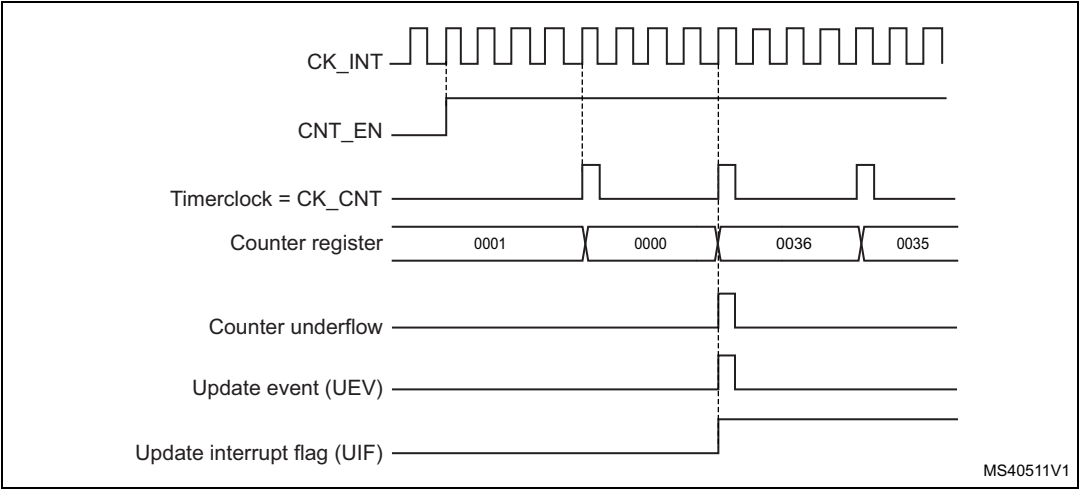 CK_INT
CNT_EN
Timerclock = CK_CNT
Counter register 0001 0000 0036 0035
Counter underflow
Update event (UEV)
Update interrupt flag (UIF)
MS40511V1